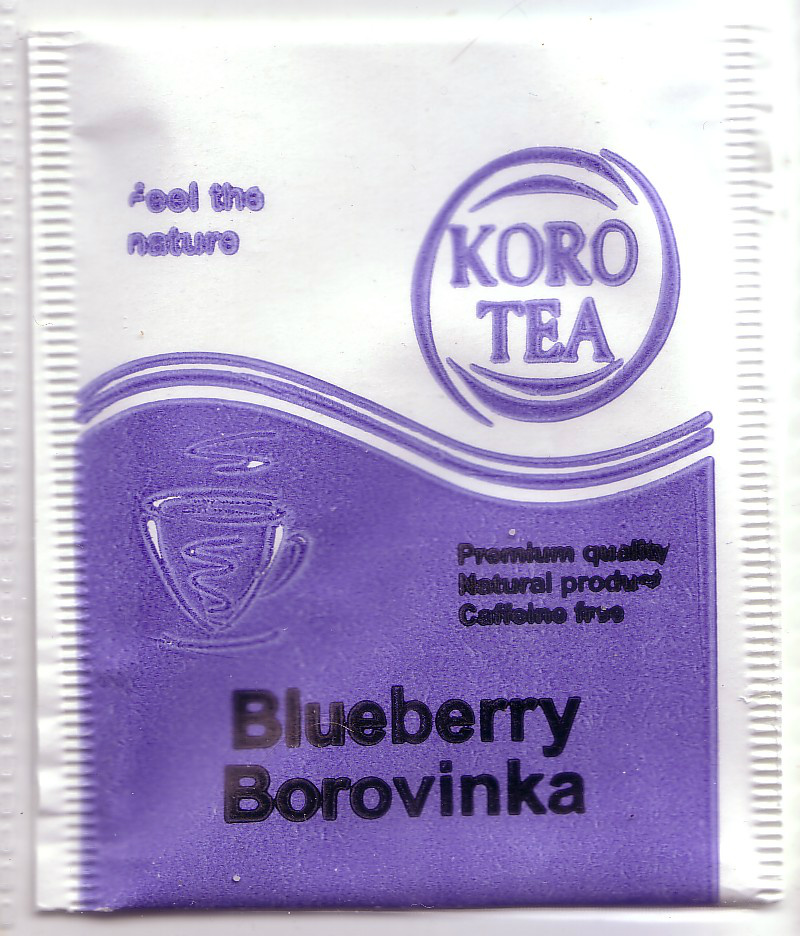 feel the
nature
KORO
TEA
Premium quality
Natural product
Caffeine free
Blueberry
Borovinka